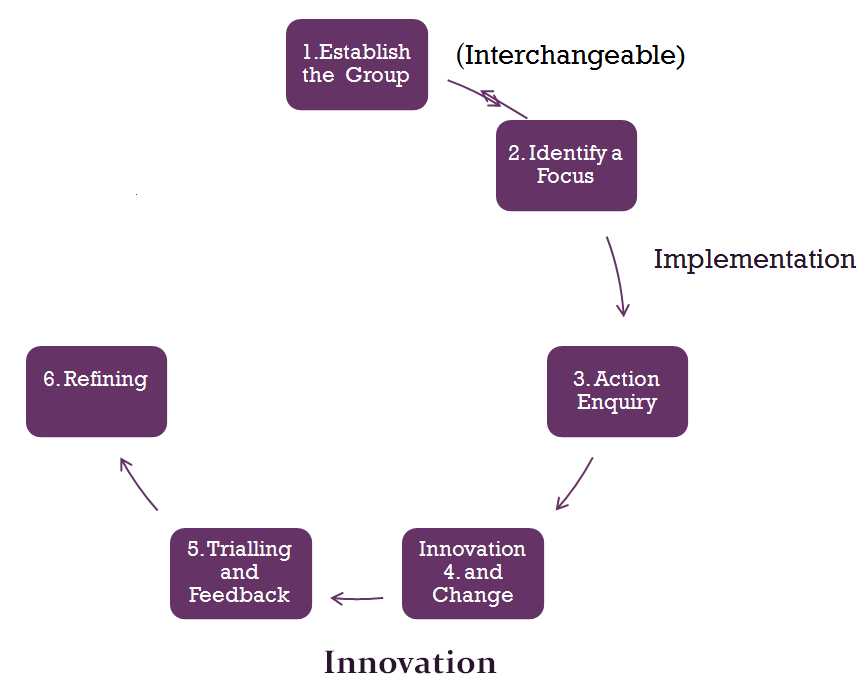 1.Establish
the Group
(Interchangeable)
2. Identify a
Focus
Implementation
3. Action
Enquiry
Innovation
4. and
Change
5. Trialling
and
Feedback
6. Refining
Innovation